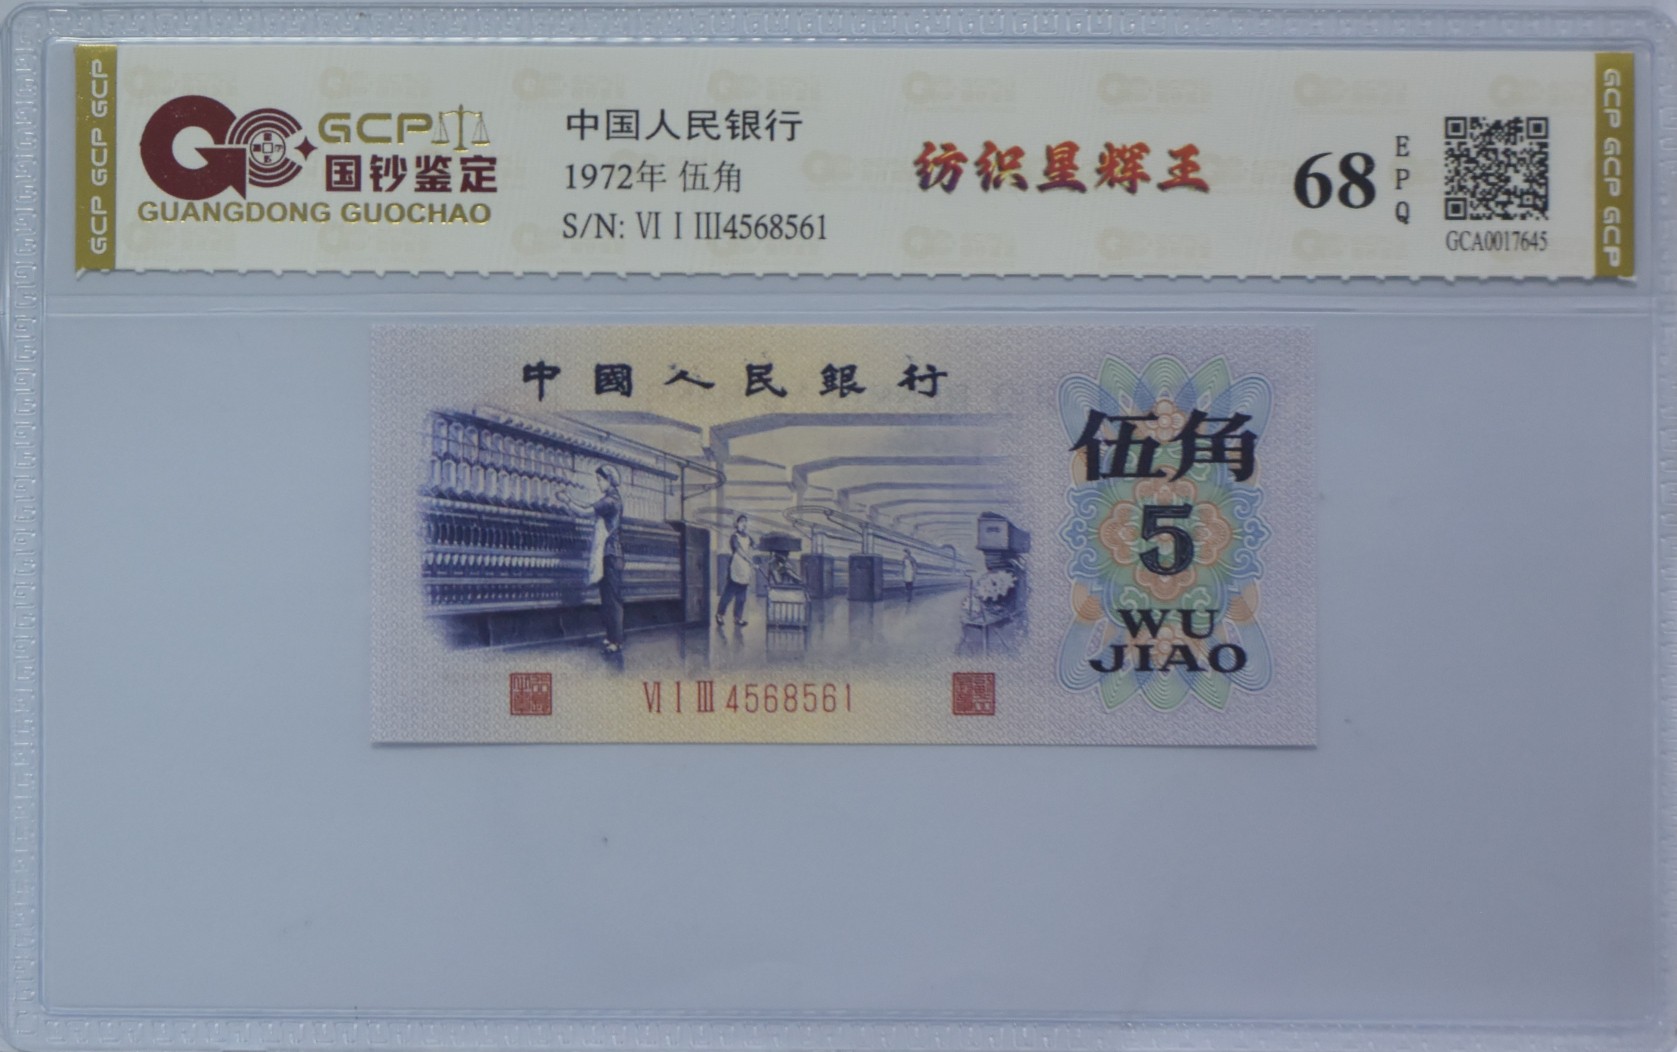 GCP
国钞鉴定
GUANGDONG GUOCHAO
中国人民银行
1972年 伍角
S/N: Ⅵ Ⅰ Ⅲ4568561
纺织星辉王
68
EPQ
GCA0017645
GCP GCP GCP
GCP GCP GCP
中國人民銀行
伍角
5
WU
JIAO
Ⅵ Ⅰ Ⅲ 4568561